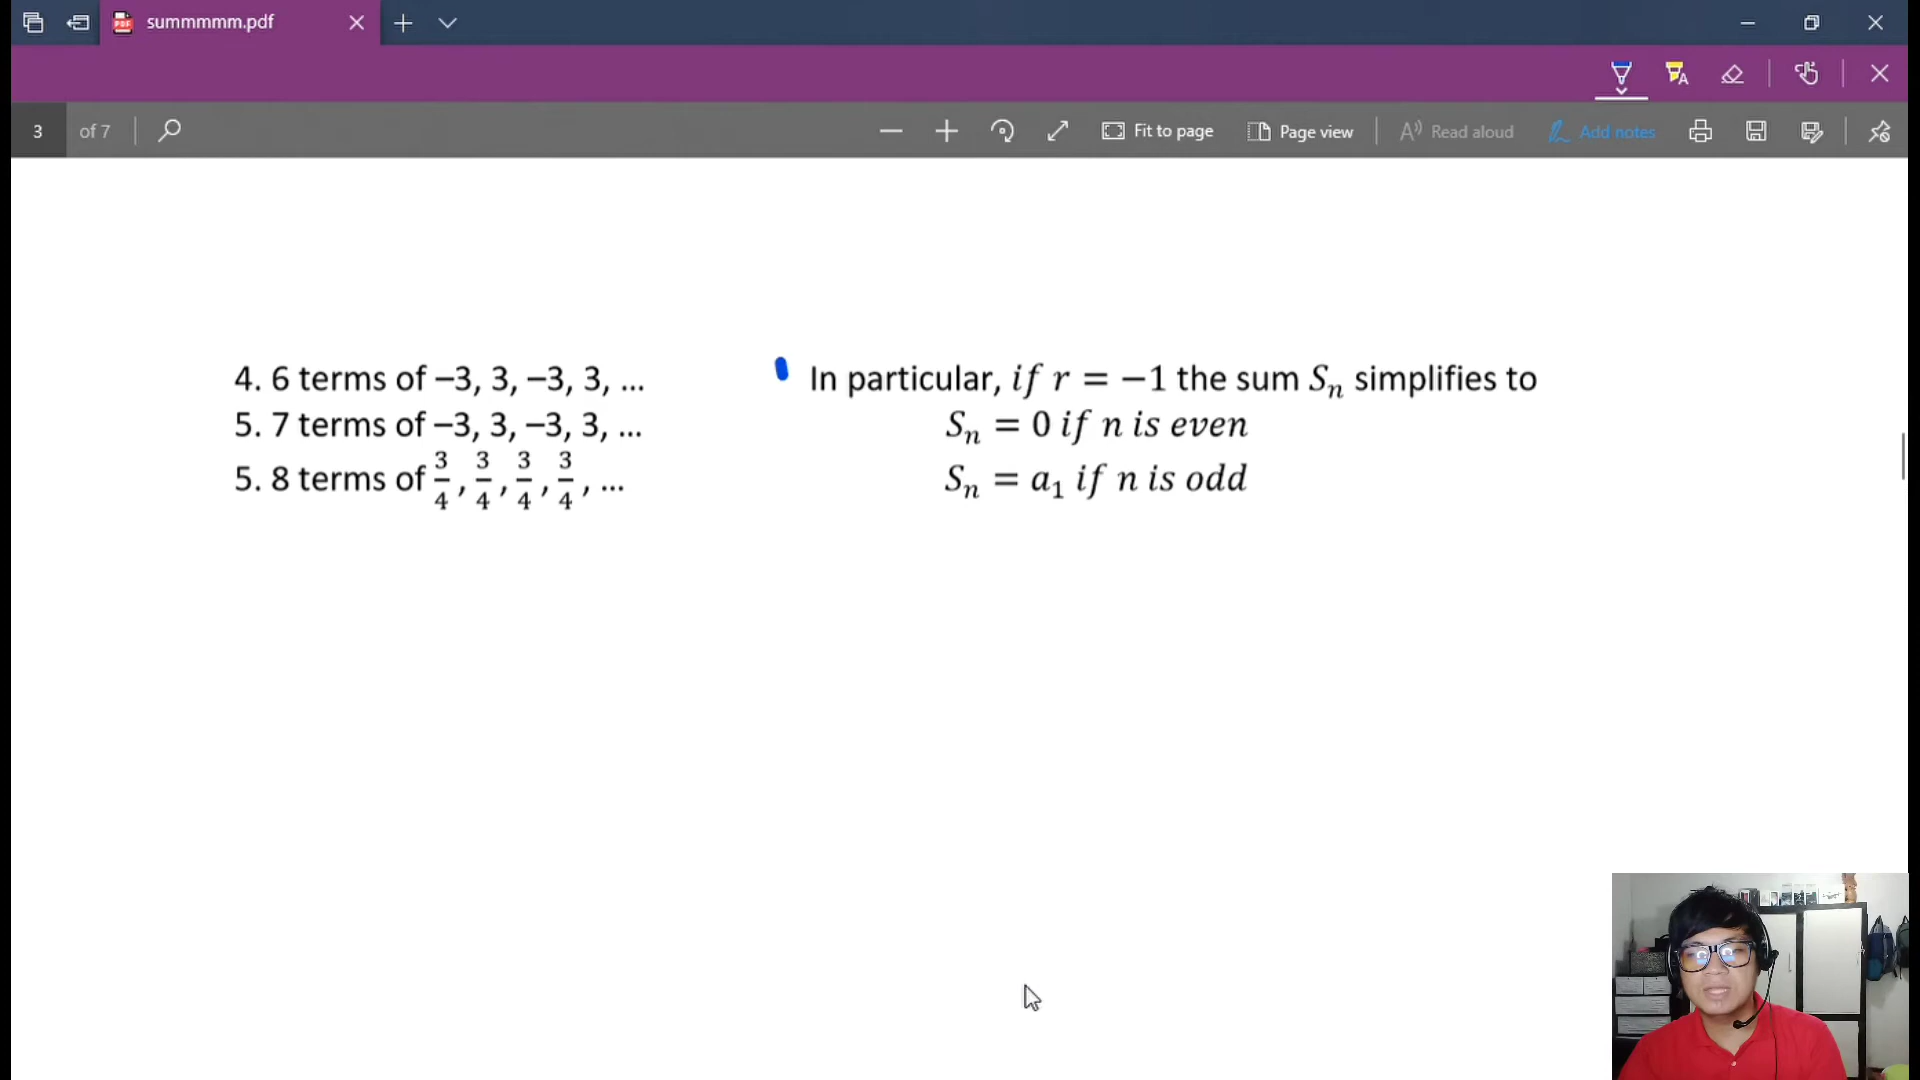 summmmm.pdf
3 of 7
Fit to page
Page view
Read aloud
Add notes
4. 6 terms of –3, 3, –3, 3, ...
5. 7 terms of –3, 3, –3, 3, ...
5. 8 terms of 3/4, 3/4, 3/4, 3/4, ...
In particular, if r = −1 the sum Sₙ simplifies to
Sₙ = 0 if n is even
Sₙ = a₁ if n is odd